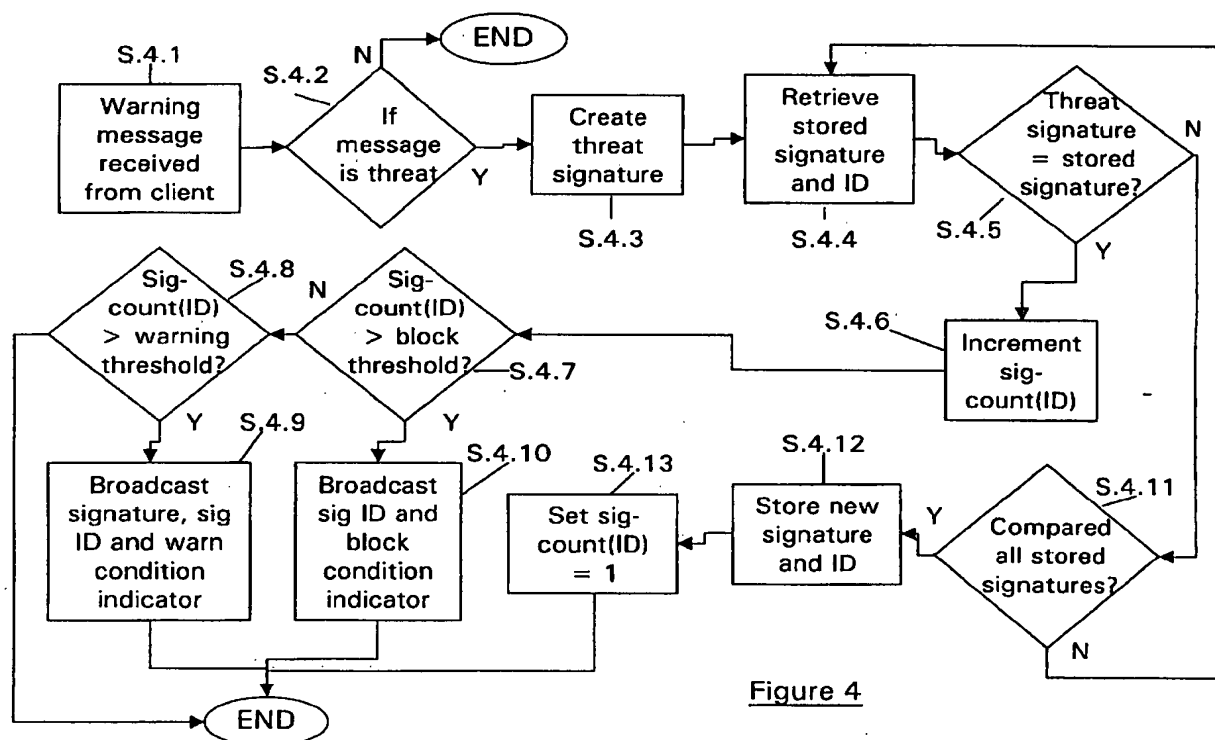 END
N
S.4.1
S.4.2
Warning
message
received
from client
If
message
is threat
Y
Create
threat
signature
S.4.3
Retrieve
stored
signature
and ID
S.4.4
Threat
signature
= stored
signature?
N
S.4.5
Y
Sig-
count(ID)
> warning
threshold?
S.4.8
N
Sig-
count(ID)
> block
threshold?
S.4.7
S.4.6
Increment
sig-
count(ID)
Y
S.4.9
Y
S.4.10
Broadcast
signature, sig
ID and warn
condition
indicator
Broadcast
sig ID and
block
condition
indicator
S.4.13
Set sig-
count(ID)
= 1
S.4.12
Store new
signature
and ID
Y
S.4.11
Compared
all stored
signatures?
N
END
Figure 4